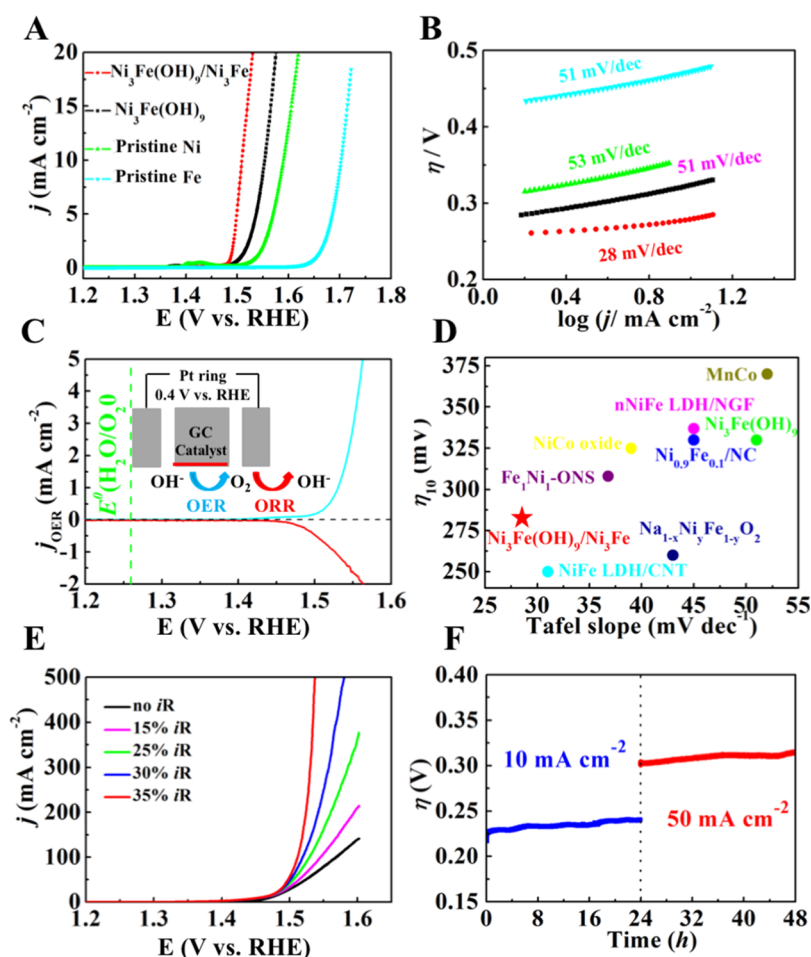 A
20
15
10
5
0
j (mA cm⁻²)
Ni₃Fe(OH)₉/Ni₃Fe
Ni₃Fe(OH)₉
Pristine Ni
Pristine Fe
1.2 1.3 1.4 1.5 1.6 1.7 1.8
E (V vs. RHE)
B
0.5
0.4
0.3
0.2
η / V
51 mV/dec
53 mV/dec
51 mV/dec
28 mV/dec
0.0 0.4 0.8 1.2
log (j/ mA cm⁻²)
C
5
4
3
2
1
0
-1
-2
j_OER (mA cm⁻²)
E⁰(H₂O/O₂)0
Pt ring
0.4 V vs. RHE
GC
Catalyst
OH⁻ O₂ OH⁻
OER ORR
1.2 1.3 1.4 1.5 1.6
E (V vs. RHE)
D
375
350
325
300
275
250
η₁₀ (mv)
MnCo
nNiFe LDH/NGF
Ni₃Fe(OH)₉
NiCo oxide
Ni₀.₉Fe₀.₁/NC
Fe₁Ni₁-ONS
Ni₃Fe(OH)₉/Ni₃Fe
Na₁₋ₓNiyFe₁₋yO₂
NiFe LDH/CNT
25 30 35 40 45 50 55
Tafel slope (mV dec⁻¹)
E
500
400
300
200
100
0
j (mA cm⁻²)
no iR
15% iR
25% iR
30% iR
35% iR
1.2 1.3 1.4 1.5 1.6
E (V vs. RHE)
F
0.40
0.35
0.30
0.25
0.20
0.15
η (V)
10 mA cm⁻²
50 mA cm⁻²
0 8 16 24 32 40 48
Time (h)